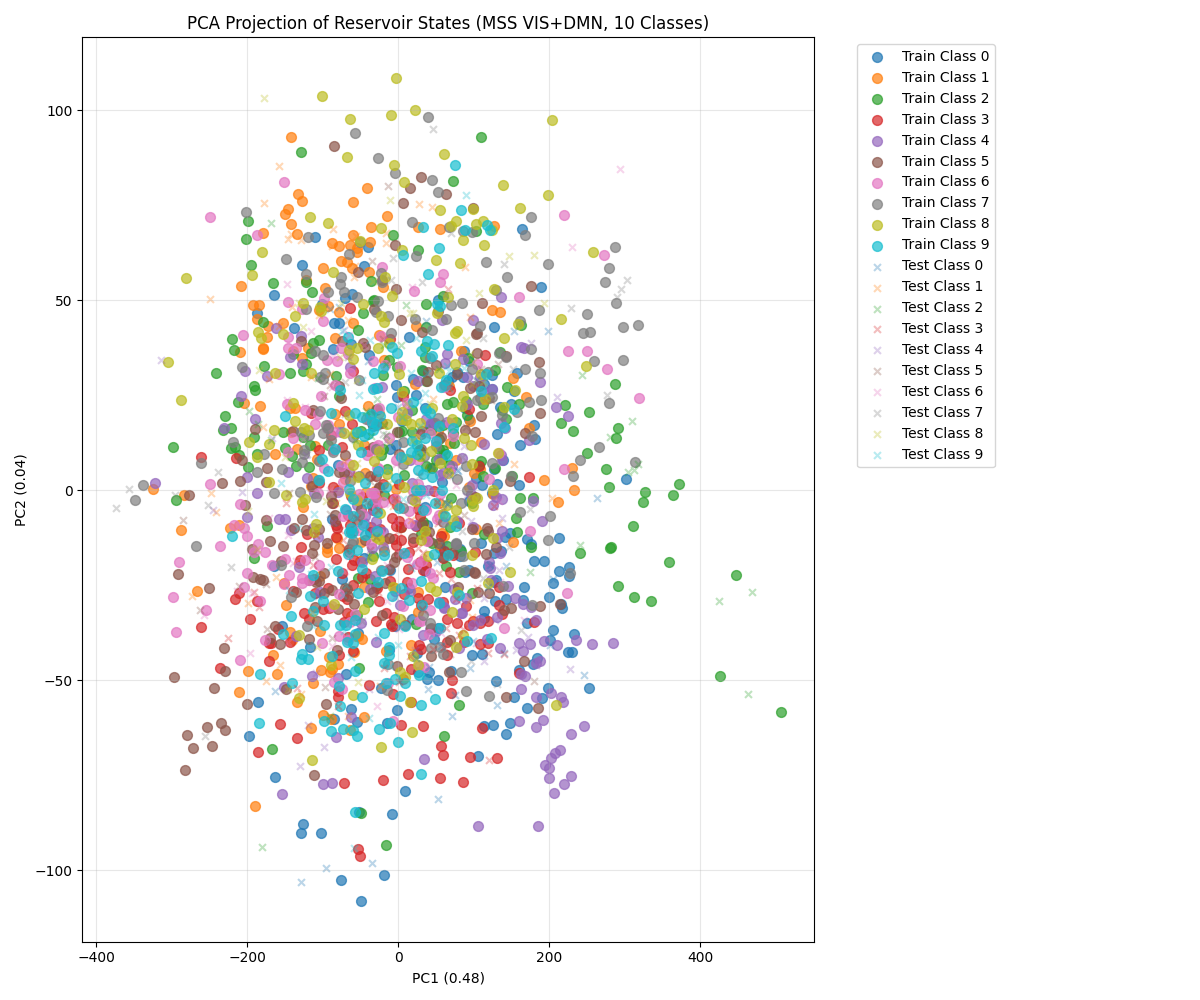 PCA Projection of Reservoir States (MSS VIS+DMN, 10 Classes)
100
50
0
−50
−100
PC2 (0.04)
−400
−200
0
200
400
PC1 (0.48)
Train Class 0
Train Class 1
Train Class 2
Train Class 3
Train Class 4
Train Class 5
Train Class 6
Train Class 7
Train Class 8
Train Class 9
Test Class 0
Test Class 1
Test Class 2
Test Class 3
Test Class 4
Test Class 5
Test Class 6
Test Class 7
Test Class 8
Test Class 9